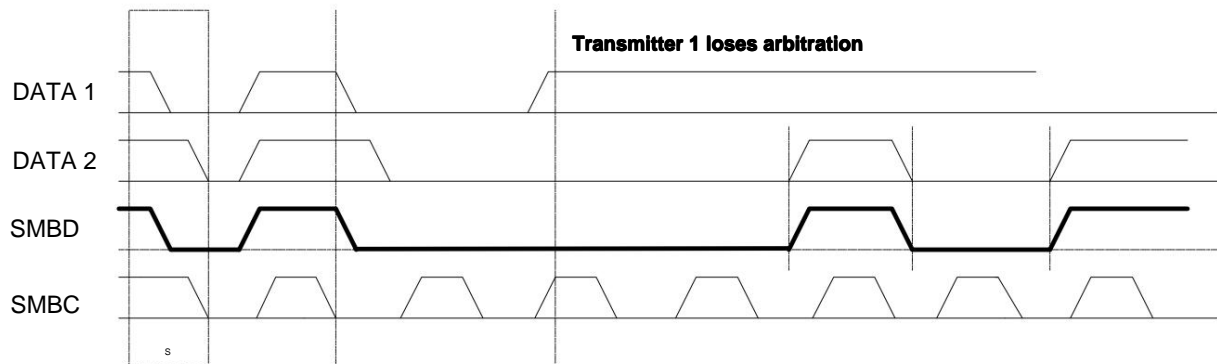 Transmitter 1 loses arbitration
DATA 1
DATA 2
SMBD
SMBC
S